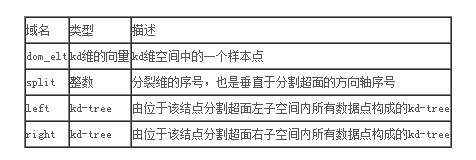 域名 类型 描述
dom_elt kd维的向量 kd维空间中的一个样本点
split 整数 分裂维的序号，也是垂直于分割超面的方向轴序号
left kd-tree 由位于该结点分割超面左子空间内所有数据点构成的kd-tree
right kd-tree 由位于该结点分割超面右子空间内所有数据点构成的kd-tree